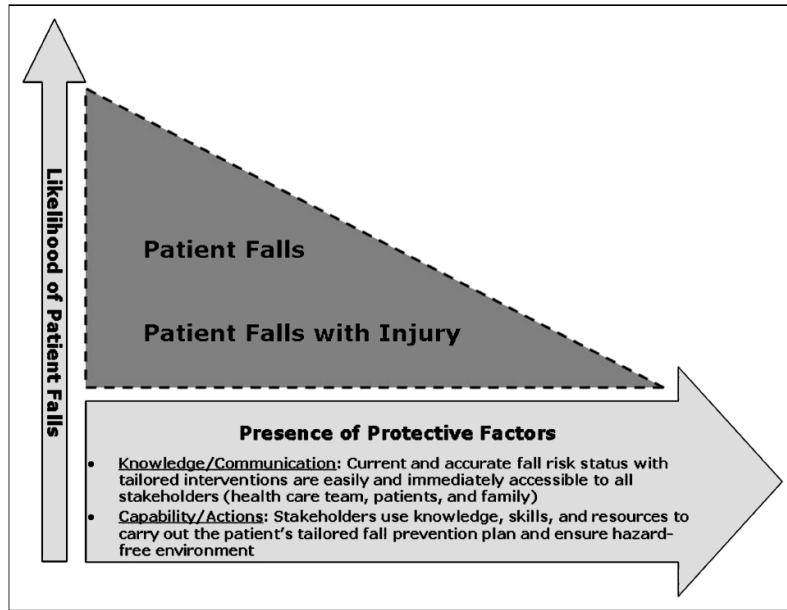 Likelihood of Patient Falls
Patient Falls
Patient Falls with Injury
Presence of Protective Factors
• Knowledge/Communication: Current and accurate fall risk status with
tailored interventions are easily and immediately accessible to all
stakeholders (health care team, patients, and family)
• Capability/Actions: Stakeholders use knowledge, skills, and resources to
carry out the patient's tailored fall prevention plan and ensure hazard-
free environment